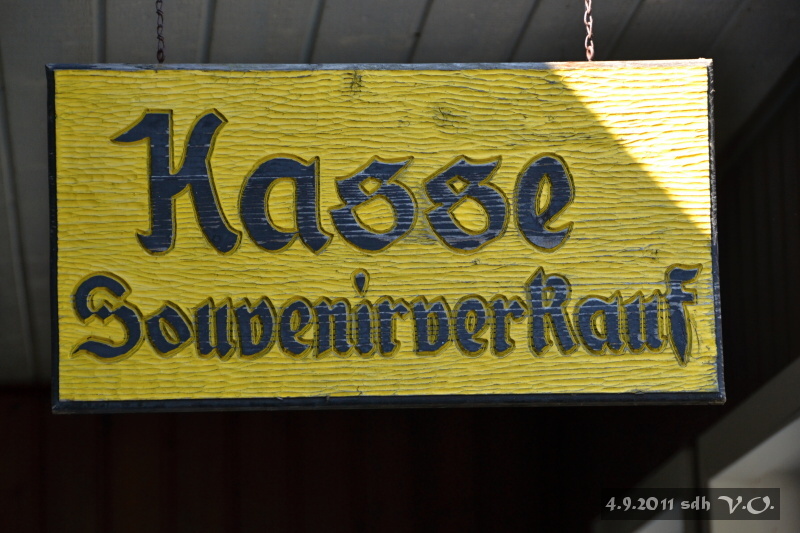 Kasse
Souvenirverkauf
4.9.2011 sdh V.O.